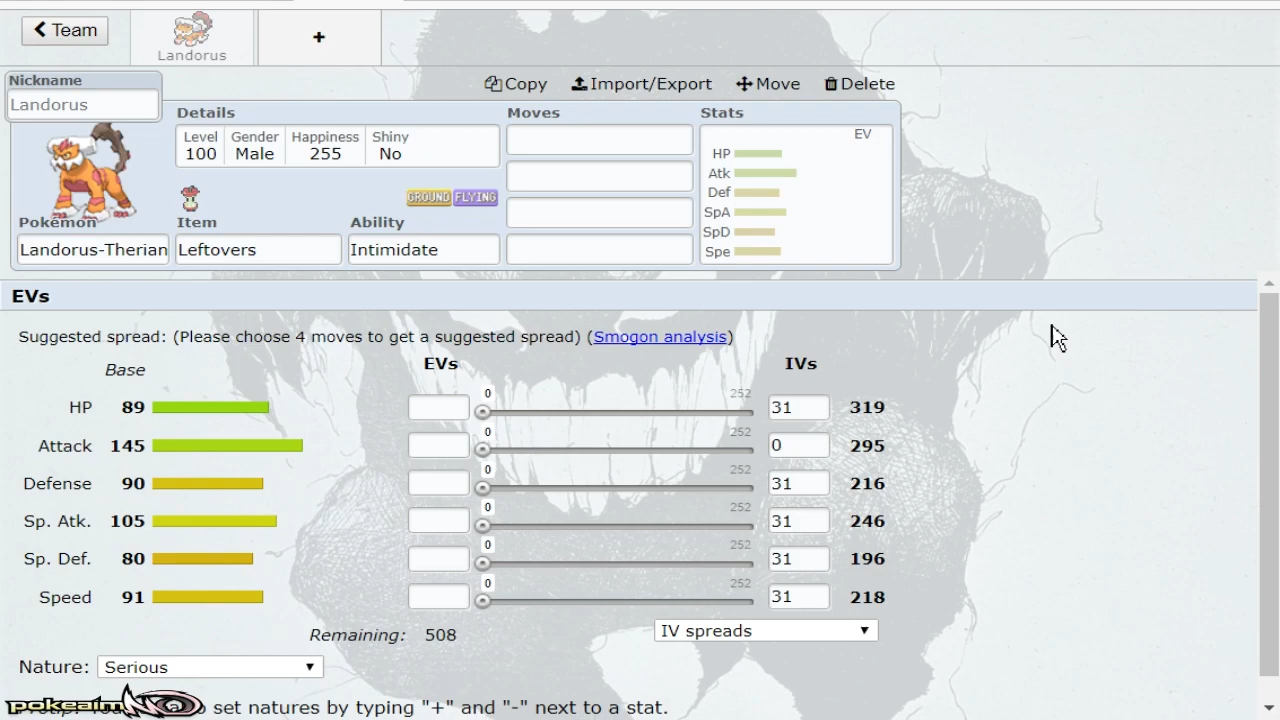 Team
Landorus
+
Nickname
Landorus
Copy Import/Export Move Delete
Details
Level Gender Happiness Shiny
100 Male 255 No
GROUND FLYING
Pokémon Item Ability
Landorus-Therian Leftovers Intimidate
Moves
Stats
EV
HP
Atk
Def
SpA
SpD
Spe
EVs
Suggested spread: (Please choose 4 moves to get a suggested spread) (Smogon analysis)
Base EVs IVs
HP 89 0 252 31 319
Attack 145 0 252 0 295
Defense 90 0 252 31 216
Sp. Atk. 105 0 252 31 246
Sp. Def. 80 0 252 31 196
Speed 91 0 252 31 218
Remaining: 508 IV spreads
Nature: Serious
pokeaim
set natures by typing "+" and "-" next to a stat.